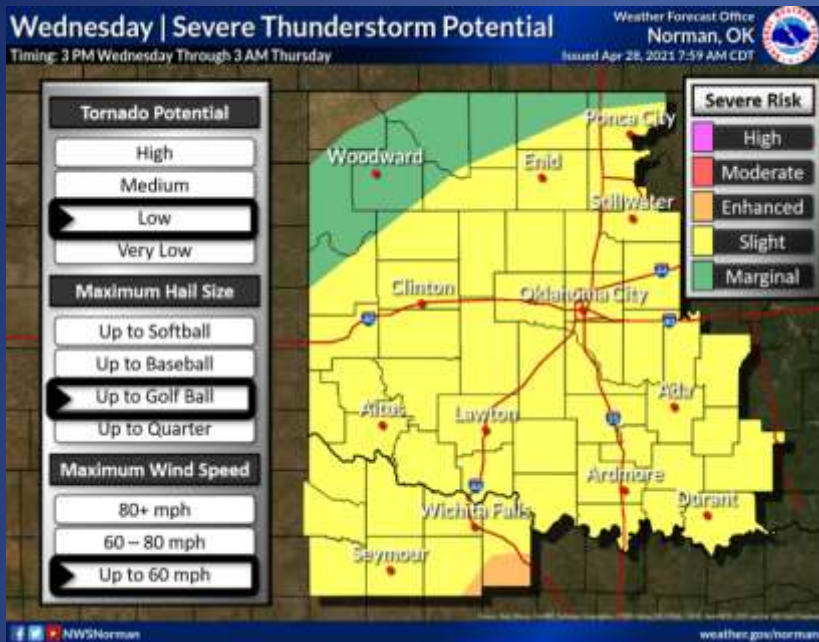 Wednesday | Severe Thunderstorm Potential
Timing: 3 PM Wednesday Through 3 AM Thursday
Weather Forecast Office
Norman, OK
Issued Apr 28, 2021 7:59 AM CDT
Tornado Potential
High
Medium
Low
Very Low
Maximum Hail Size
Up to Softball
Up to Baseball
Up to Golf Ball
Up to Quarter
Maximum Wind Speed
80+ mph
60 – 80 mph
Up to 60 mph
Severe Risk
High
Moderate
Enhanced
Slight
Marginal
Ponca City
Woodward
Enid
Stillwater
Clinton
Oklahoma City
Altus
Lawton
Ada
Ardmore
Durant
Wichita Falls
Seymour
NWSNorman
weather.gov/norman